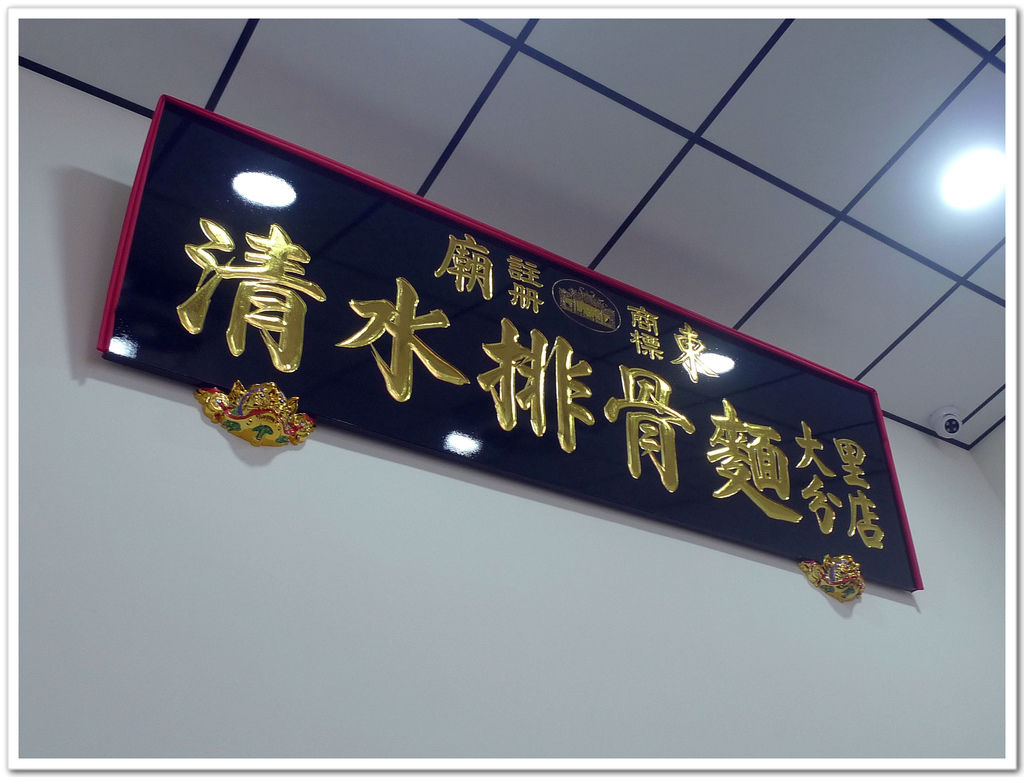 廟 註冊 商標 東
清水排骨麵
大里
分店